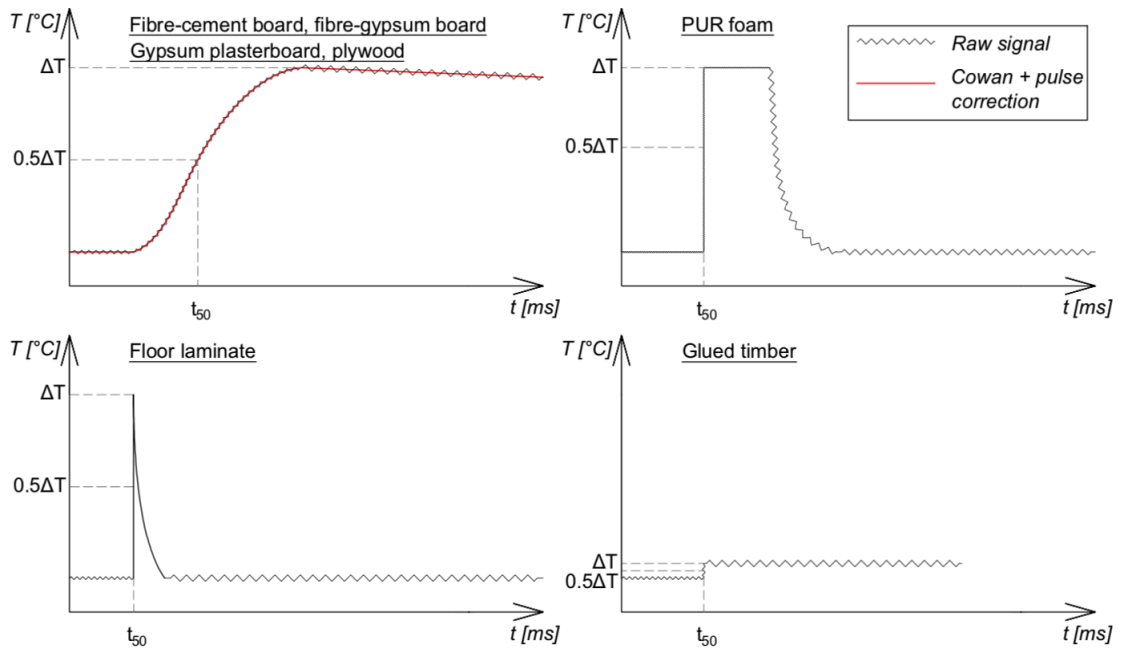 T [°C]
Fibre-cement board, fibre-gypsum board
Gypsum plasterboard, plywood
ΔT
0.5ΔT
t50
t [ms]
T [°C]
PUR foam
ΔT
0.5ΔT
t50
t [ms]
Raw signal
Cowan + pulse
correction
T [°C]
Floor laminate
ΔT
0.5ΔT
t50
t [ms]
T [°C]
Glued timber
ΔT
0.5ΔT
t50
t [ms]